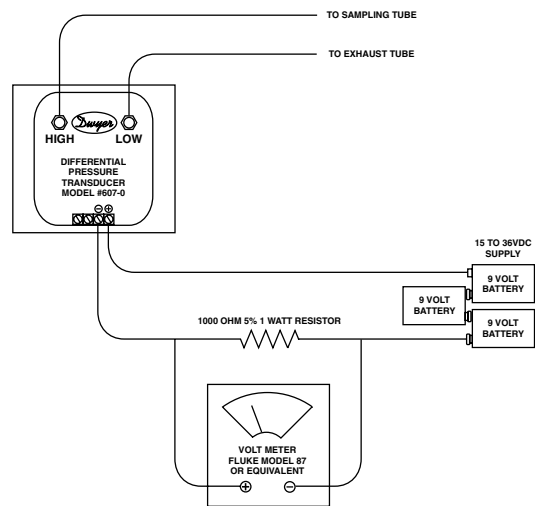 TO SAMPLING TUBE
TO EXHAUST TUBE
Dwyer
HIGH
LOW
DIFFERENTIAL
PRESSURE
TRANSDUCER
MODEL #607-0
⊖ ⊕
15 TO 36VDC
SUPPLY
9 VOLT
BATTERY
9 VOLT
BATTERY
9 VOLT
BATTERY
1000 OHM 5% 1 WATT RESISTOR
VOLT METER
FLUKE MODEL 87
OR EQUIVALENT
⊕ ⊖